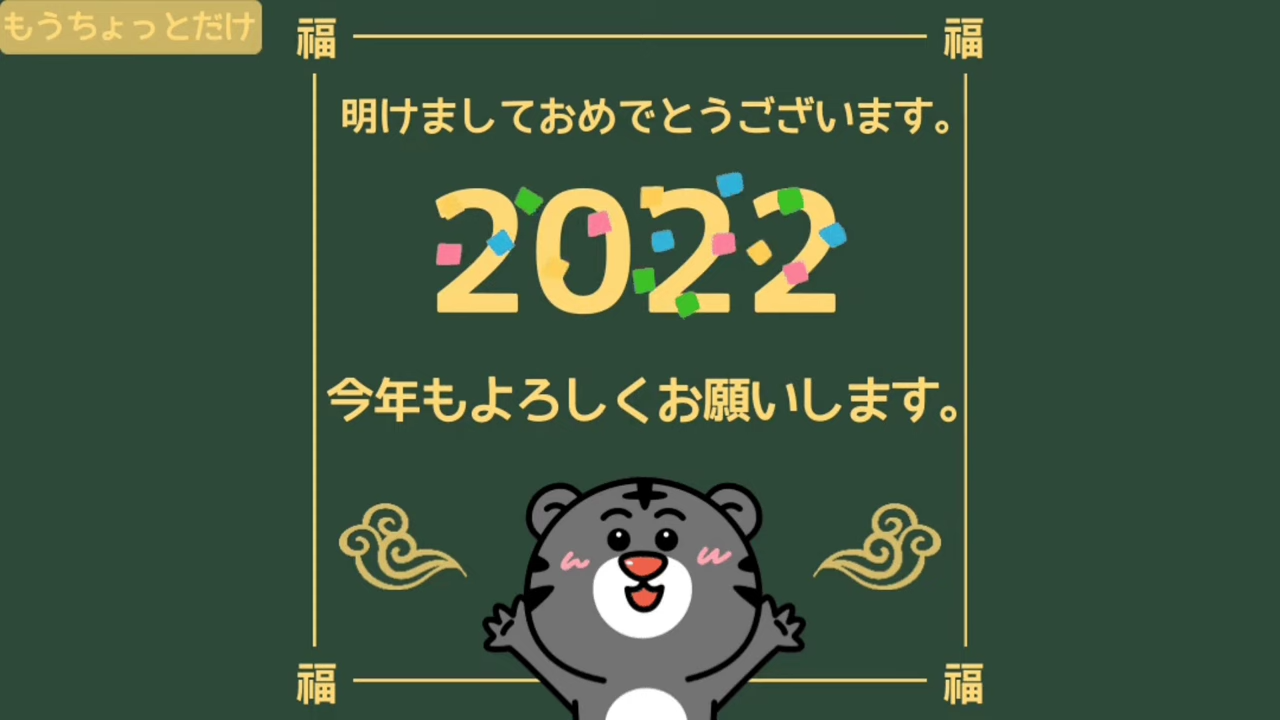 もうちょっとだけ
福 福
明けましておめでとうございます。
2022
今年もよろしくお願いします。
福 福